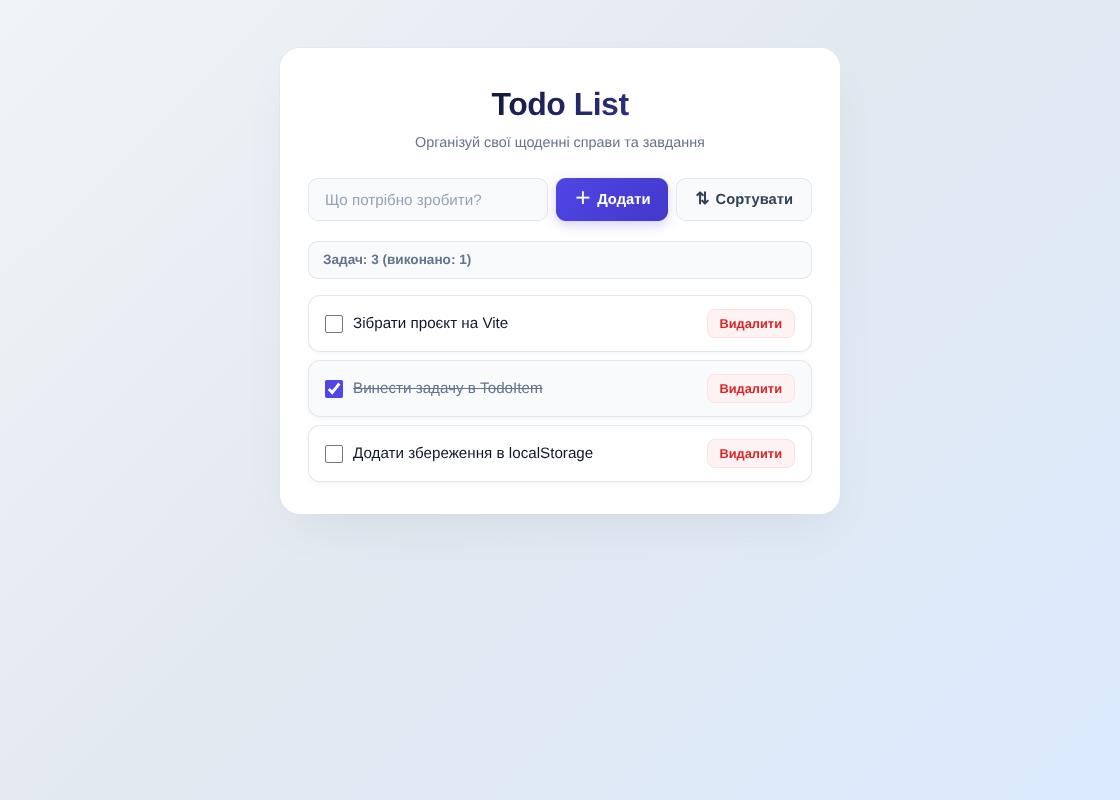 Todo List
Організуй свої щоденні справи та завдання
Що потрібно зробити?
+ Додати
⇅ Сортувати
Задач: 3 (виконано: 1)
Зібрати проєкт на Vite
Видалити
Винести задачу в TodoItem
Видалити
Додати збереження в localStorage
Видалити